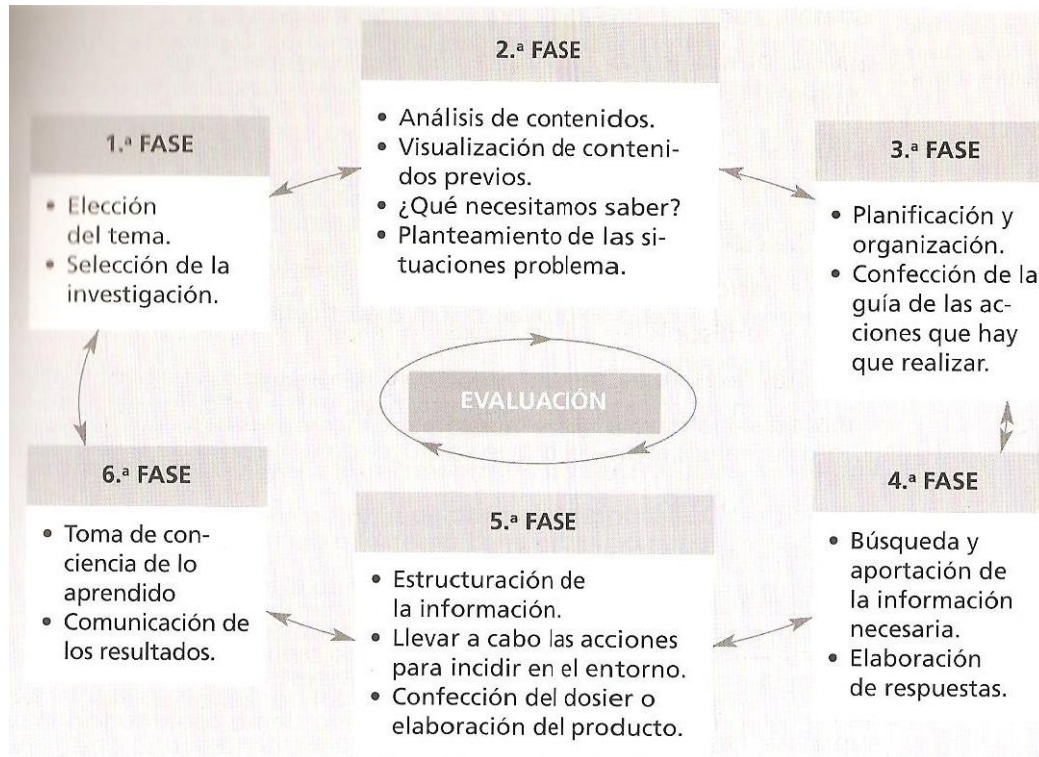 1.ª FASE
• Elección
del tema.
• Selección de la
investigación.
2.ª FASE
• Análisis de contenidos.
• Visualización de conteni-
dos previos.
• ¿Qué necesitamos saber?
• Planteamiento de las si-
tuaciones problema.
3.ª FASE
• Planificación y
organización.
• Confección de la
guía de las ac-
ciones que hay
que realizar.
EVALUACIÓN
4.ª FASE
• Búsqueda y
aportación de
la información
necesaria.
• Elaboración
de respuestas.
5.ª FASE
• Estructuración de
la información.
• Llevar a cabo las acciones
para incidir en el entorno.
• Confección del dosier o
elaboración del producto.
6.ª FASE
• Toma de con-
ciencia de lo
aprendido
• Comunicación de
los resultados.